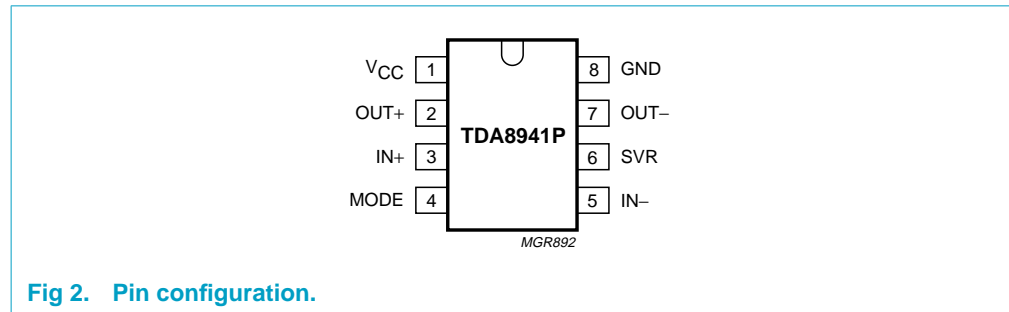 VCC 1 8 GND
OUT+ 2 7 OUT−
TDA8941P
IN+ 3 6 SVR
MODE 4 5 IN−
MGR892
Fig 2. Pin configuration.